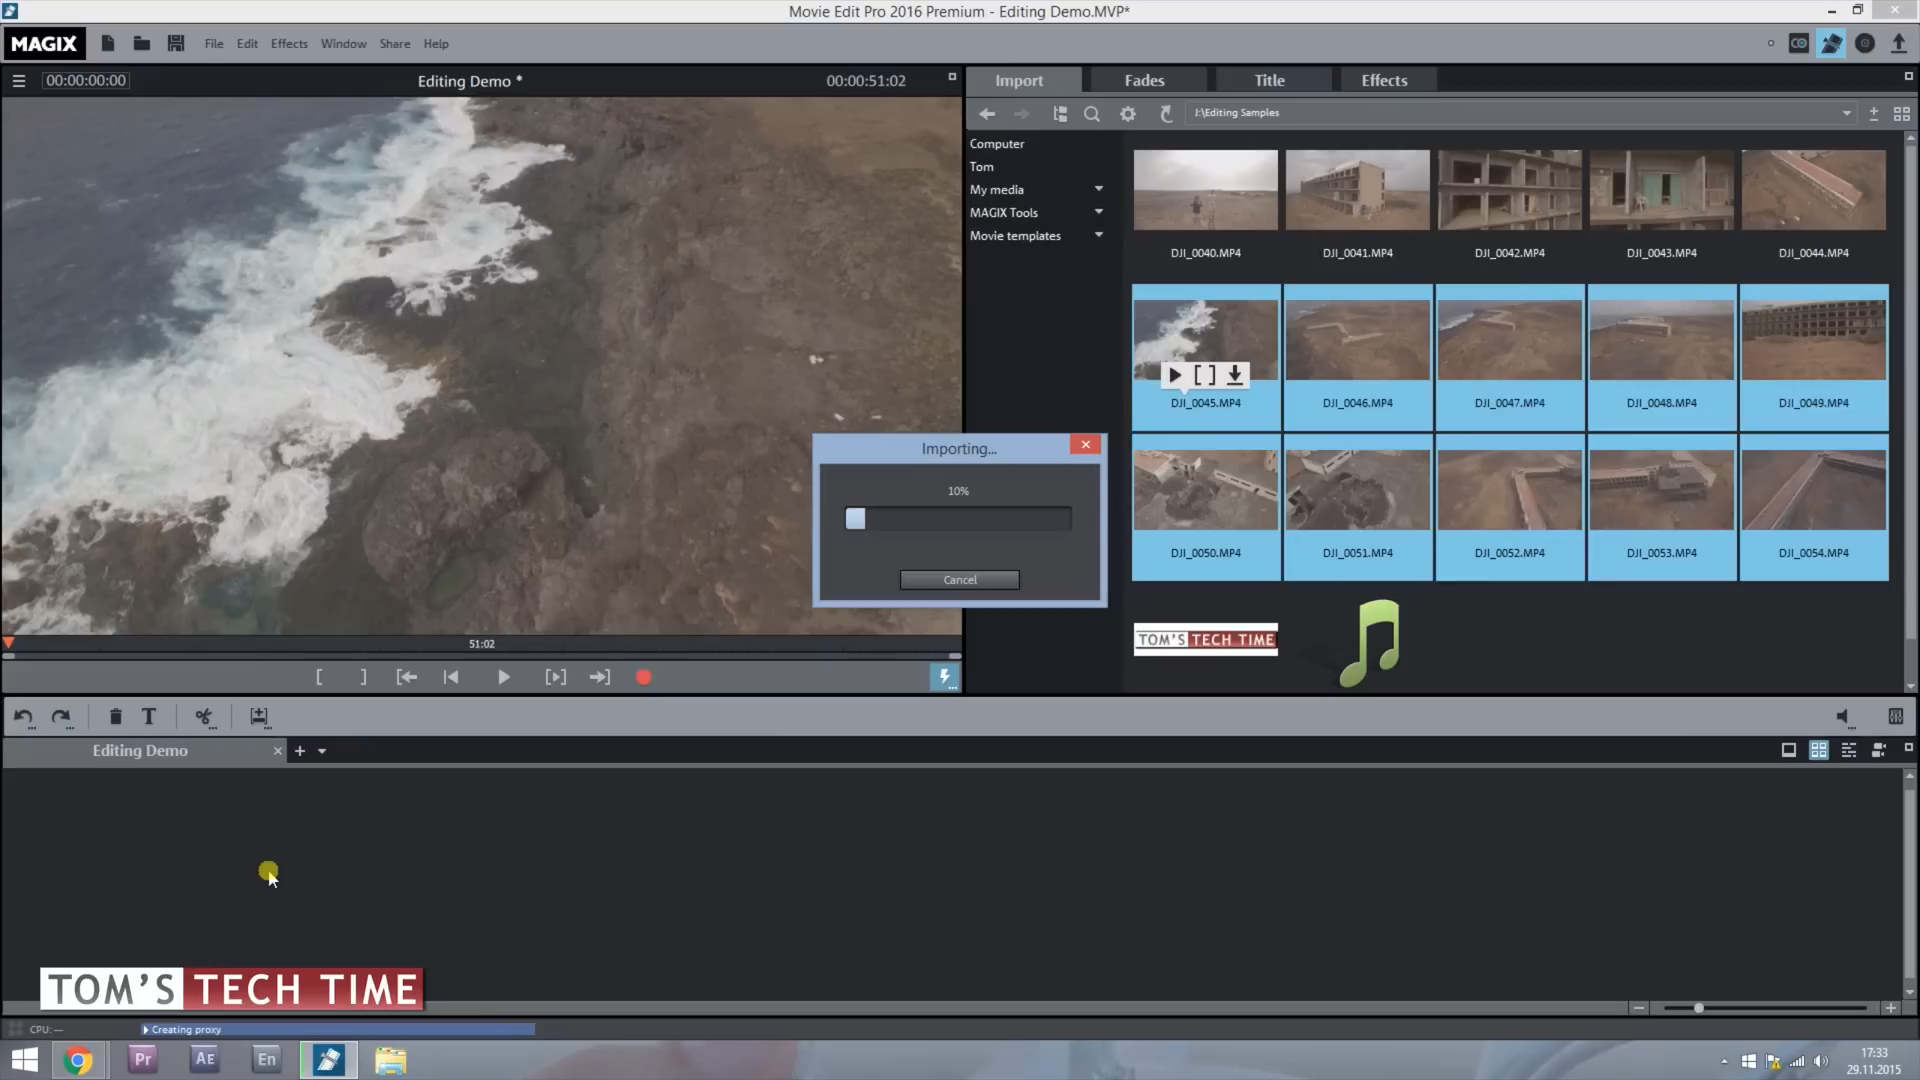 Movie Edit Pro 2016 Premium - Editing Demo.MVP*
MAGIX
File Edit Effects Window Share Help
00:00:00:00
Editing Demo *
00:00:51:02
Import Fades Title Effects
J:\Editing Samples
Computer
Tom
My media
MAGIX Tools
Movie templates
DJI_0040.MP4 DJI_0041.MP4 DJI_0042.MP4 DJI_0043.MP4 DJI_0044.MP4
DJI_0045.MP4 DJI_0046.MP4 DJI_0047.MP4 DJI_0048.MP4 DJI_0049.MP4
DJI_0050.MP4 DJI_0051.MP4 DJI_0052.MP4 DJI_0053.MP4 DJI_0054.MP4
TOM'S TECH TIME
Importing...
10%
Cancel
51:02
Editing Demo
TOM'S TECH TIME
CPU: —
Creating proxy
Pr AE En
17:33
29.11.2015